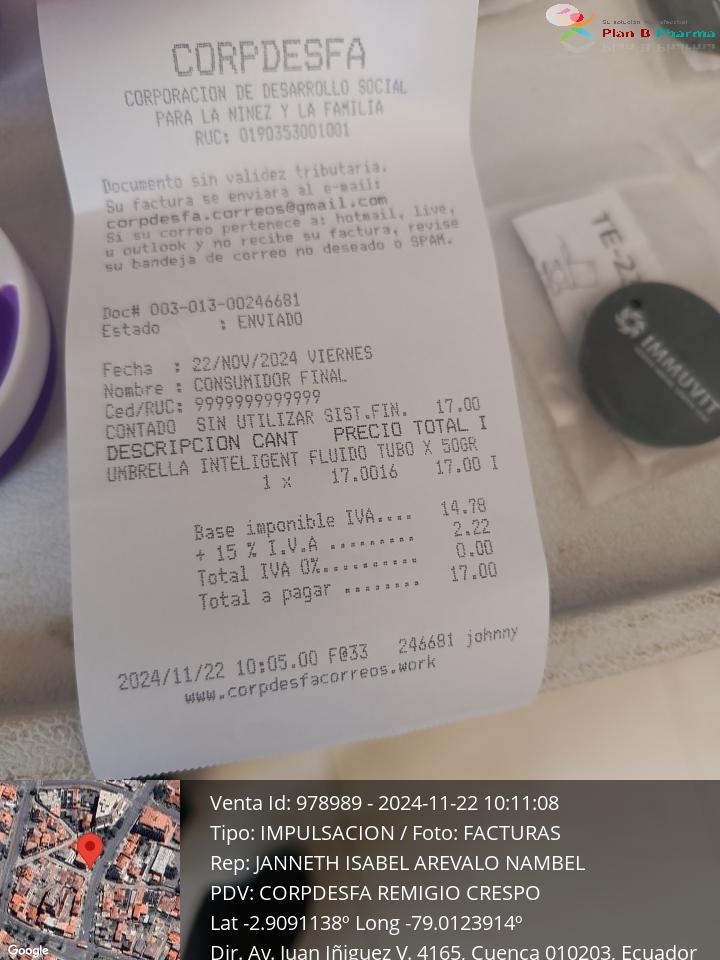 Su solución
Plan B Pharma
CORPDESFA
CORPORACION DE DESARROLLO SOCIAL
PARA LA NINEZ Y LA FAMILIA
RUC: 0190353001001
Documento sin validez tributaria.
Su factura se enviara al e-mail:
corpdesfa.correos@gmail.com
Si su correo pertenece a: hotmail, live,
u outlook y no recibe su factura, revise
su bandeja de correo no deseado o SPAM.
Doc# 003-013-00246681
Estado : ENVIADO
Fecha : 22/NOV/2024 VIERNES
Nombre : CONSUMIDOR FINAL
Ced/RUC: 9999999999999
CONTADO SIN UTILIZAR SIST.FIN. 17.00
DESCRIPCION CANT PRECIO TOTAL I
UMBRELLA INTELIGENT FLUIDO TUBO X 50GR
1 x 17.0016 17.00 I
Base imponible IVA.... 14.78
+ 15 % I.V.A ......... 2.22
Total IVA 0%.......... 0.00
Total a pagar ........ 17.00
2024/11/22 10:05.00 F@33 246681 johnny
www.corpdesfacorreos.work
TE-2
IMMUVIT
Venta Id: 978989 - 2024-11-22 10:11:08
Tipo: IMPULSACION / Foto: FACTURAS
Rep: JANNETH ISABEL AREVALO NAMBEL
PDV: CORPDESFA REMIGIO CRESPO
Lat -2.9091138º Long -79.0123914º
Dir. Av. Juan Iñiguez V. 4165, Cuenca 010203, Ecuador
Google